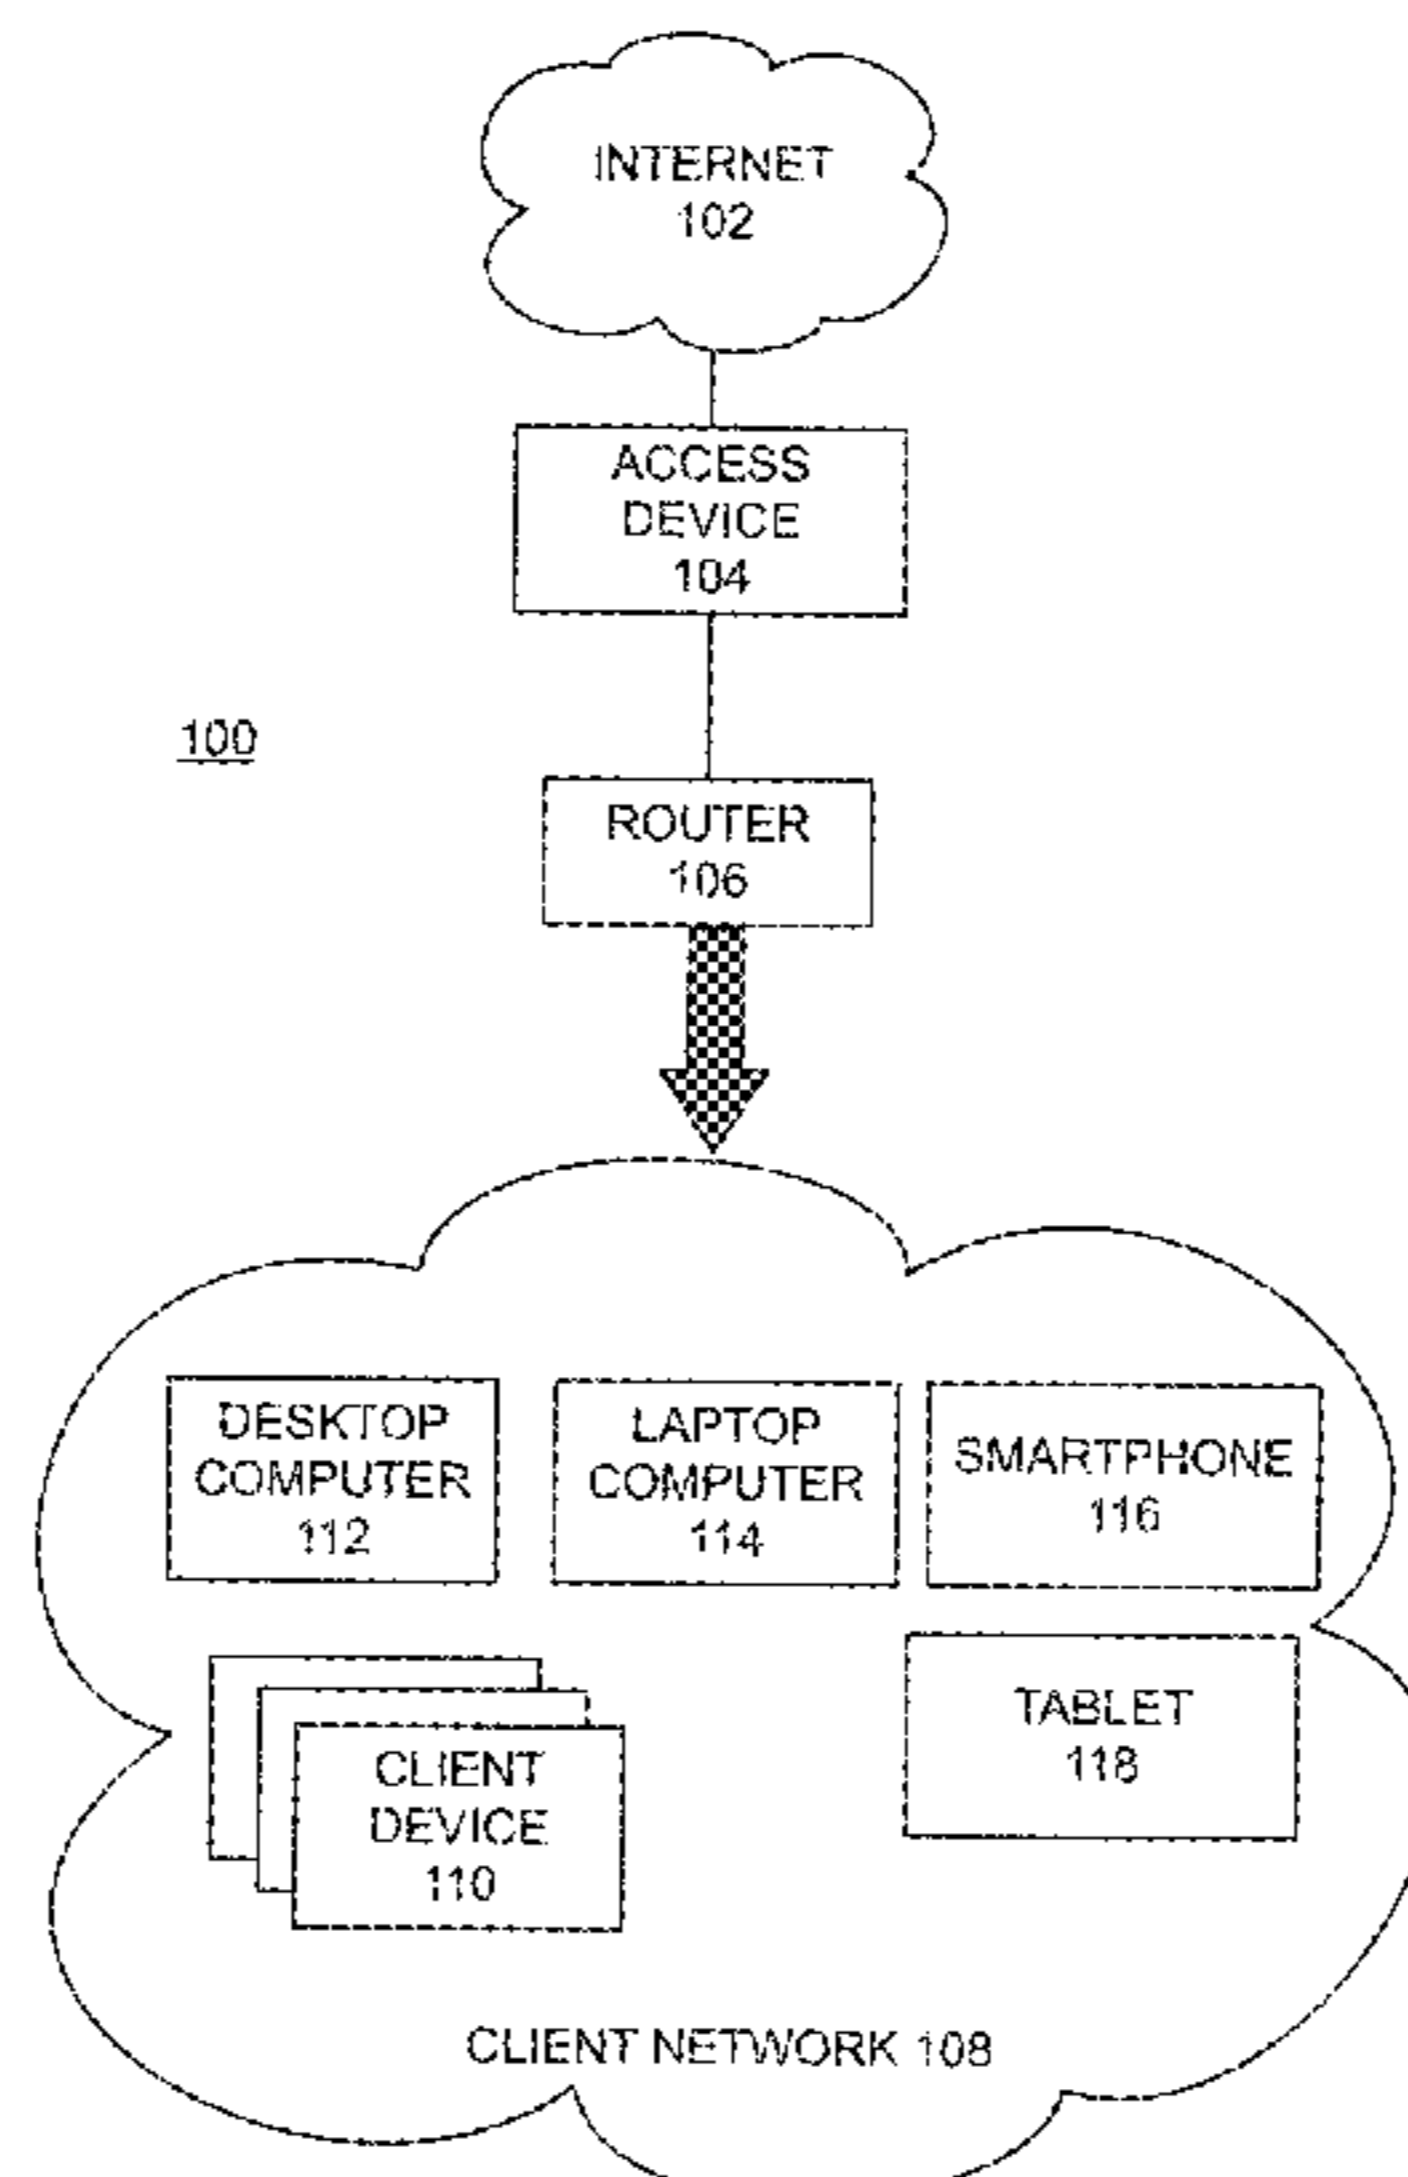 INTERNET
102
ACCESS
DEVICE
104
100
ROUTER
106
DESKTOP
COMPUTER
112
LAPTOP
COMPUTER
114
SMARTPHONE
116
TABLET
118
CLIENT
DEVICE
110
CLIENT NETWORK 108